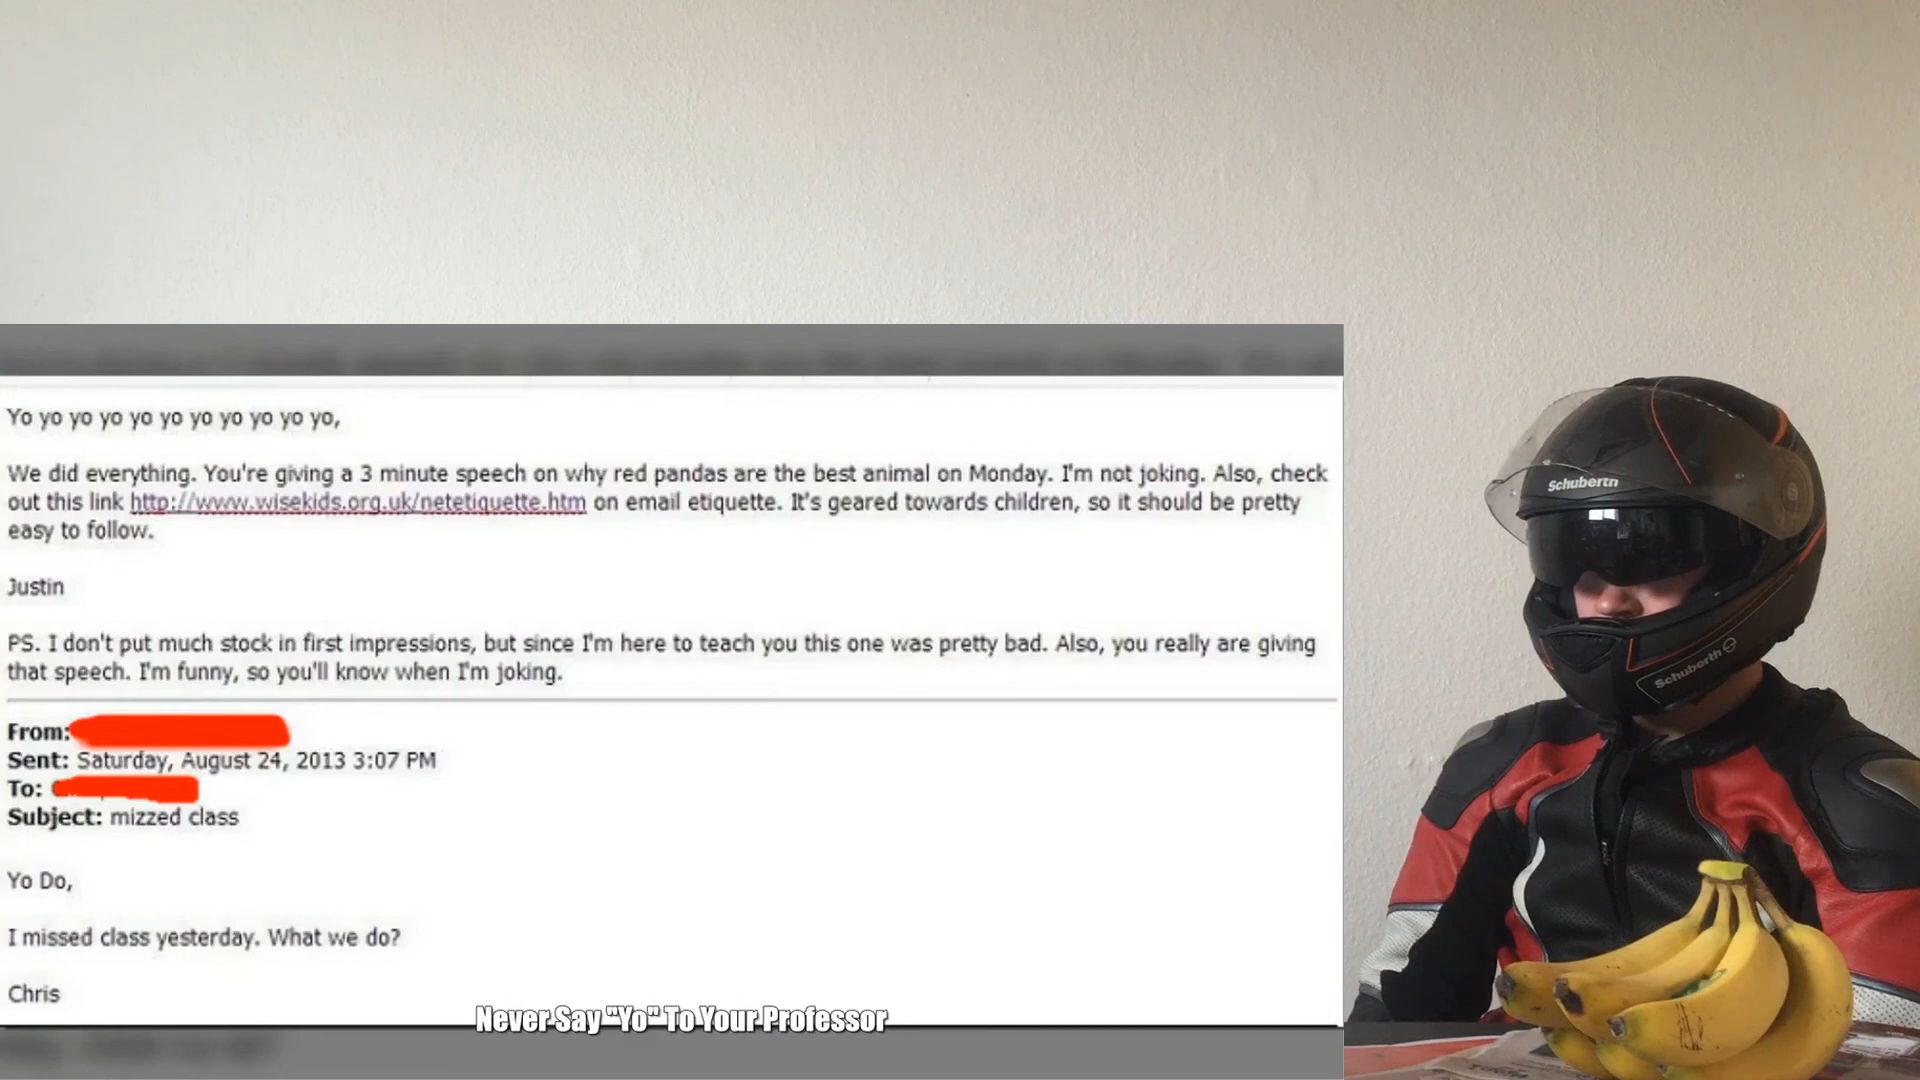 Yo yo yo yo yo yo yo yo yo yo yo,
We did everything. You're giving a 3 minute speech on why red pandas are the best animal on Monday. I'm not joking. Also, check
out this link http://www.wisekids.org.uk/netetiquette.htm on email etiquette. It's geared towards children, so it should be pretty
easy to follow.
Justin
PS. I don't put much stock in first impressions, but since I'm here to teach you this one was pretty bad. Also, you really are giving
that speech. I'm funny, so you'll know when I'm joking.
From:
Sent: Saturday, August 24, 2013 3:07 PM
To:
Subject: mizzed class
Yo Do,
I missed class yesterday. What we do?
Chris
Never Say "Yo" To Your Professor
Schuberth
Schuberth